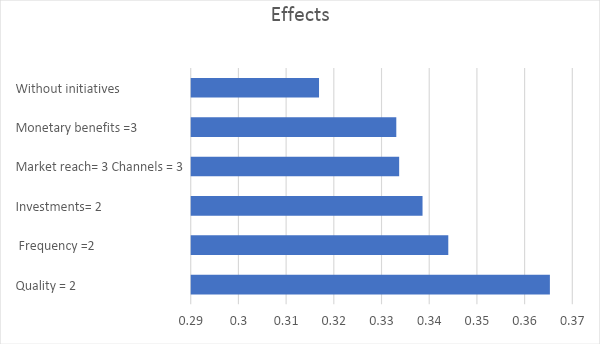 Effects
Without initiatives
Monetary benefits =3
Market reach= 3 Channels = 3
Investments= 2
Frequency =2
Quality = 2
0.29 0.3 0.31 0.32 0.33 0.34 0.35 0.36 0.37